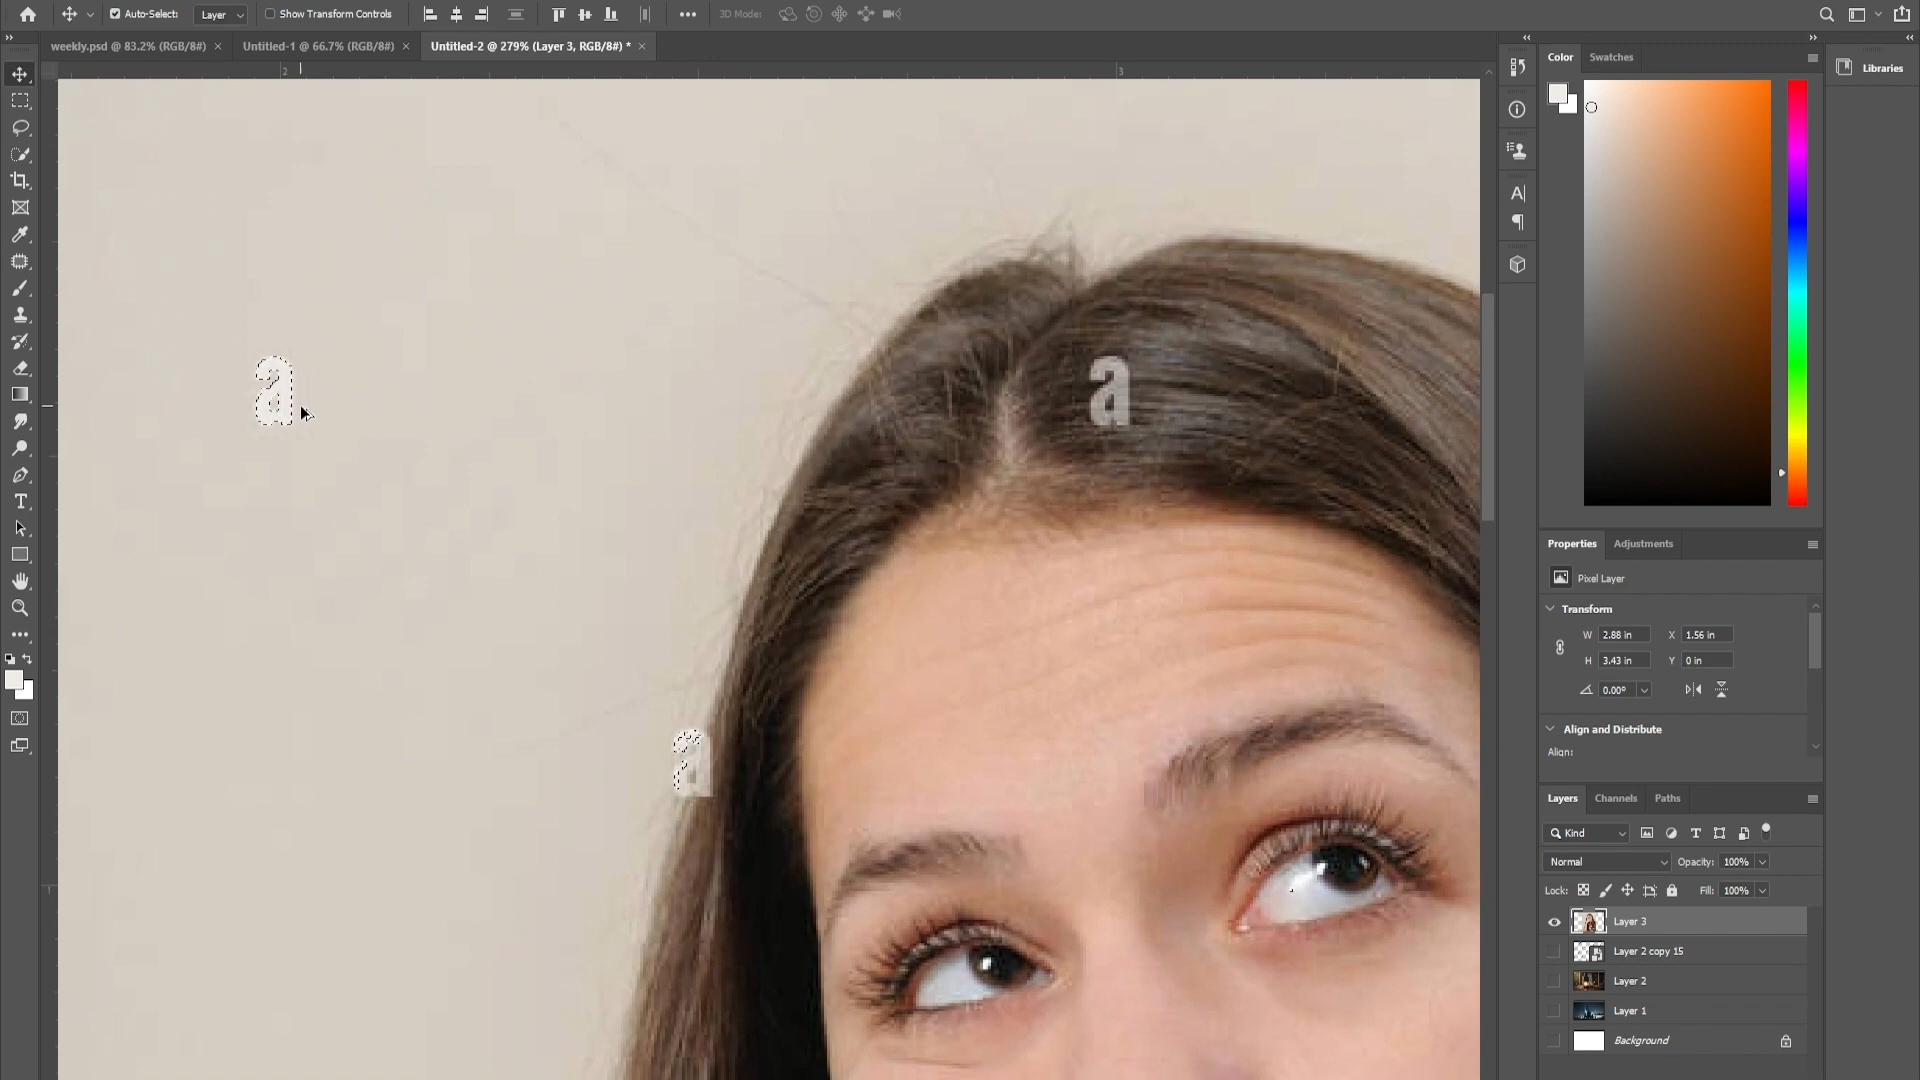 Auto-Select: Layer Show Transform Controls 3D Mode:
weekly.psd @ 83.2% (RGB/8#) × Untitled-1 @ 66.7% (RGB/8#) × Untitled-2 @ 279% (Layer 3, RGB/8#) * ×
2 3
Color Swatches
Libraries
a a
a
1
T
Properties Adjustments
Pixel Layer
Transform
W 2.88 in X 1.56 in
H 3.43 in Y 0 in
0.00°
Align and Distribute
Align:
Layers Channels Paths
Kind
Normal Opacity: 100%
Lock: Fill: 100%
Layer 3
Layer 2 copy 15
Layer 2
Layer 1
Background